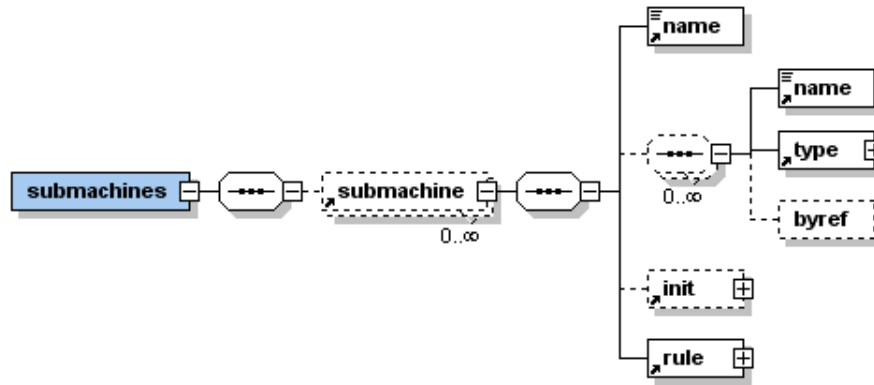 name
name
type
submachines
submachine
0..∞
0..∞
byref
init
rule